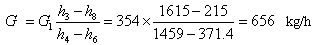 G = G₁ (h₃ − h₈)/(h₄ − h₆) = 354 × (1615 − 215)/(1459 − 371.4) = 656 kg/h